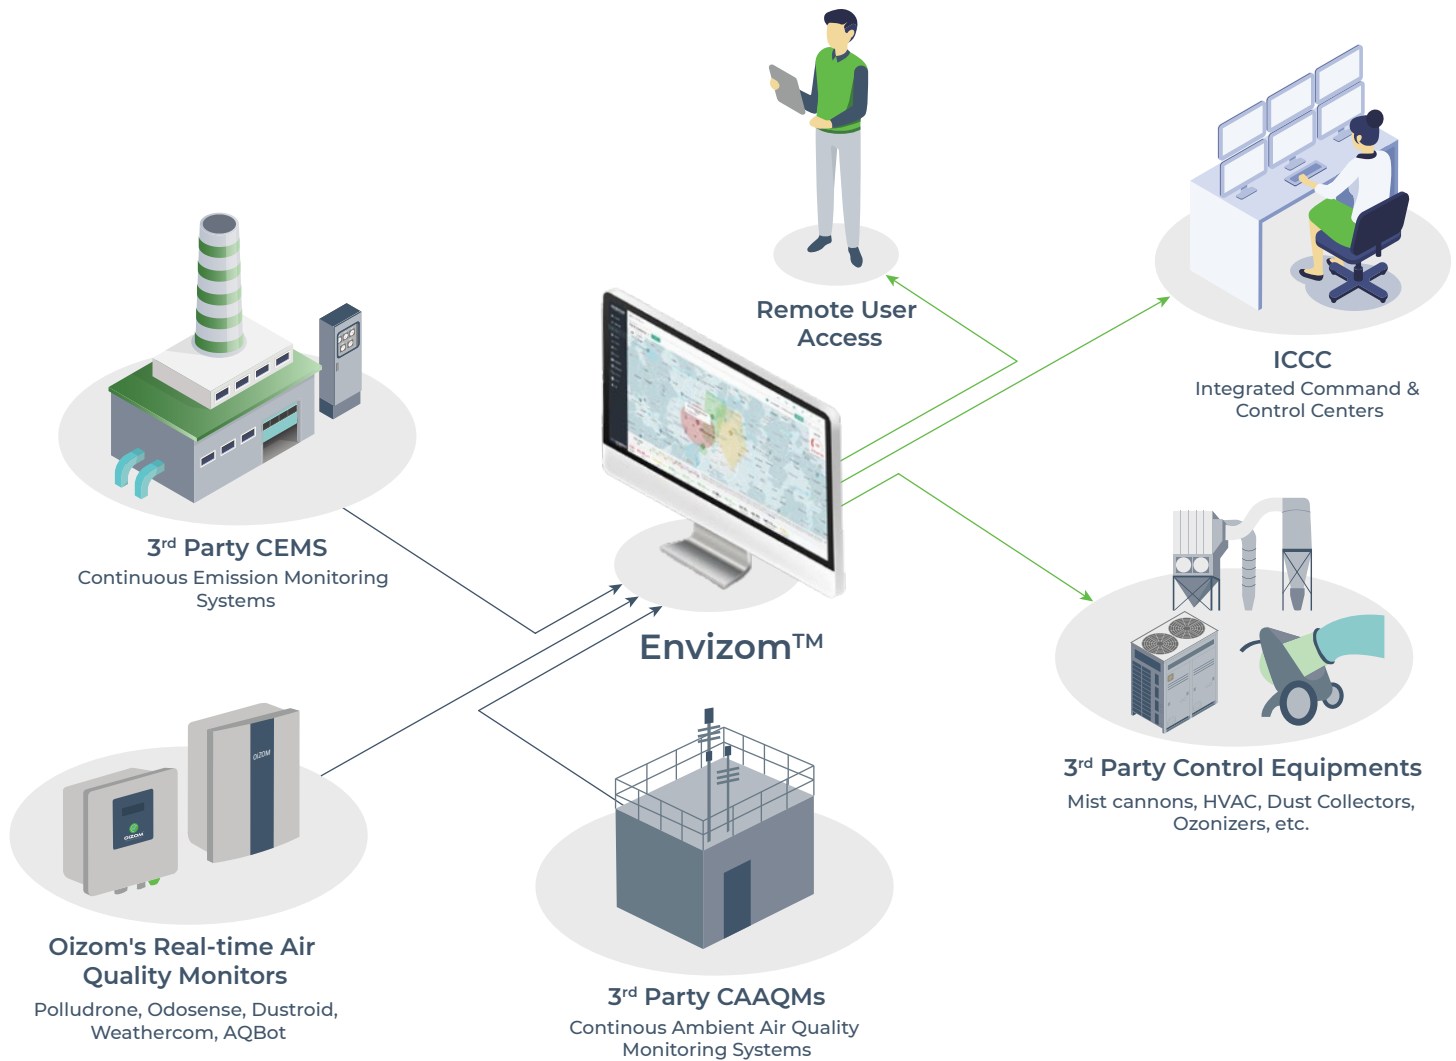 Remote User
Access
ICCC
Integrated Command &
Control Centers
3rd Party CEMS
Continuous Emission Monitoring
Systems
Envizom™
OIZOM
OIZOM
3rd Party Control Equipments
Mist cannons, HVAC, Dust Collectors,
Ozonizers, etc.
Oizom's Real-time Air
Quality Monitors
Polludrone, Odosense, Dustroid,
Weathercom, AQBot
3rd Party CAAQMs
Continous Ambient Air Quality
Monitoring Systems